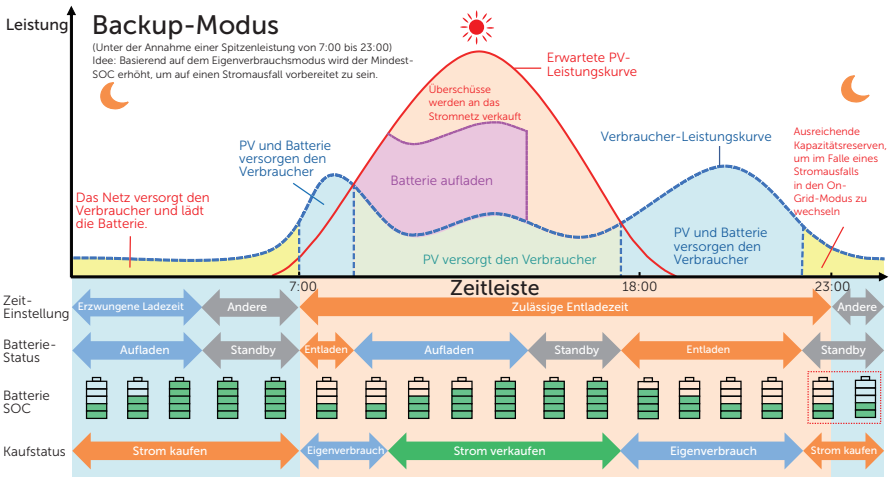 Leistung
Backup-Modus
(Unter der Annahme einer Spitzenleistung von 7:00 bis 23:00)
Idee: Basierend auf dem Eigenverbrauchsmodus wird der Mindest-
SOC erhöht, um auf einen Stromausfall vorbereitet zu sein.
Erwartete PV-
Leistungskurve
Überschüsse
werden an das
Stromnetz verkauft
PV und Batterie
versorgen den
Verbraucher
Verbraucher-Leistungskurve
Ausreichende
Kapazitätsreserven,
um im Falle eines
Stromausfalls
in den On-
Grid-Modus zu
wechseln
Batterie aufladen
Das Netz versorgt den
Verbraucher und lädt
die Batterie.
PV und Batterie
versorgen den
Verbraucher
PV versorgt den Verbraucher
7:00
Zeitleiste
18:00
23:00
Zeit-
Einstellung
Erzwungene Ladezeit
Andere
Zulässige Entladezeit
Andere
Batterie-
Status
Aufladen
Standby
Entladen
Aufladen
Standby
Entladen
Standby
Batterie
SOC
Kaufstatus
Strom kaufen
Eigenverbrauch
Strom verkaufen
Eigenverbrauch
Strom kaufen